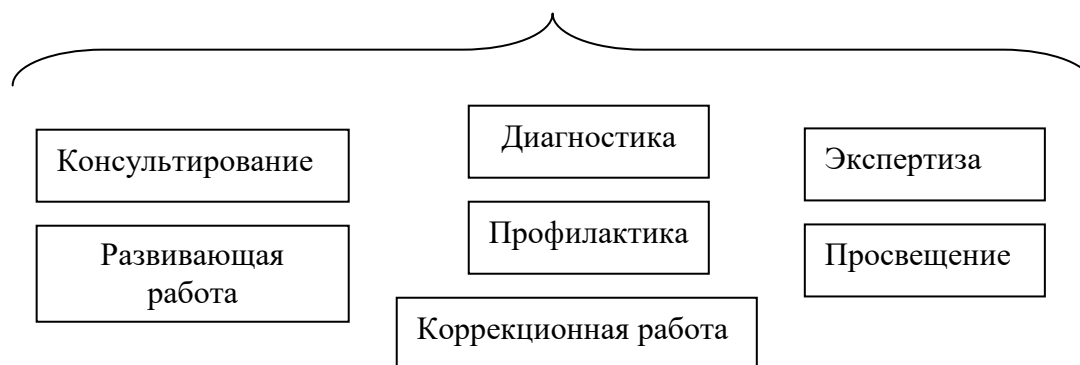 Консультирование
Диагностика
Экспертиза
Развивающая
работа
Профилактика
Просвещение
Коррекционная работа